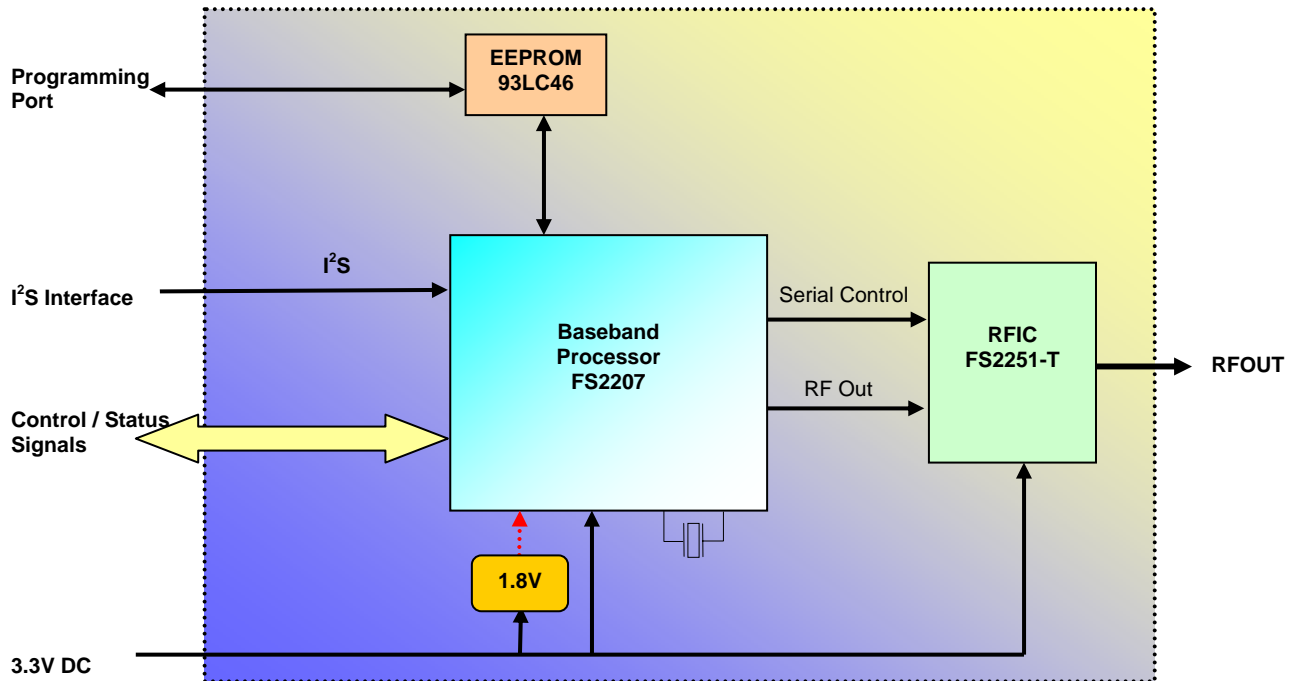 EEPROM
93LC46
Programming
Port
I²S
I²S Interface
Serial Control
Baseband
Processor
FS2207
RFIC
FS2251-T
RFOUT
RF Out
Control / Status
Signals
1.8V
3.3V DC